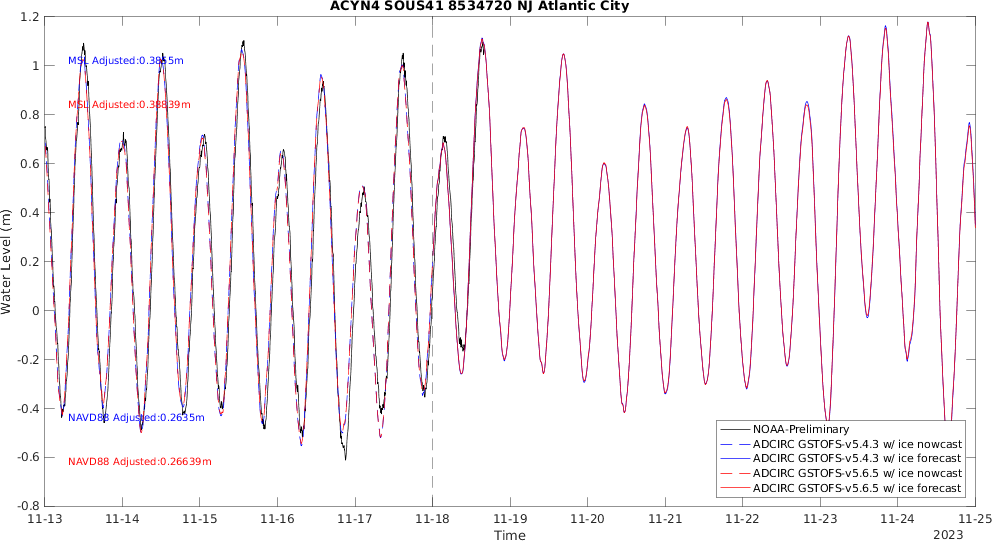 ACYN4 SOUS41 8534720 NJ Atlantic City
Water Level (m)
1.2
1
0.8
0.6
0.4
0.2
0
-0.2
-0.4
-0.6
-0.8
MSL Adjusted:0.3855m
MSL Adjusted:0.38839m
NAVD88 Adjusted:0.2635m
NAVD88 Adjusted:0.26639m
NOAA-Preliminary
ADCIRC GSTOFS-v5.4.3 w/ ice nowcast
ADCIRC GSTOFS-v5.4.3 w/ ice forecast
ADCIRC GSTOFS-v5.6.5 w/ ice nowcast
ADCIRC GSTOFS-v5.6.5 w/ ice forecast
11-13 11-14 11-15 11-16 11-17 11-18 11-19 11-20 11-21 11-22 11-23 11-24 11-25
Time
2023